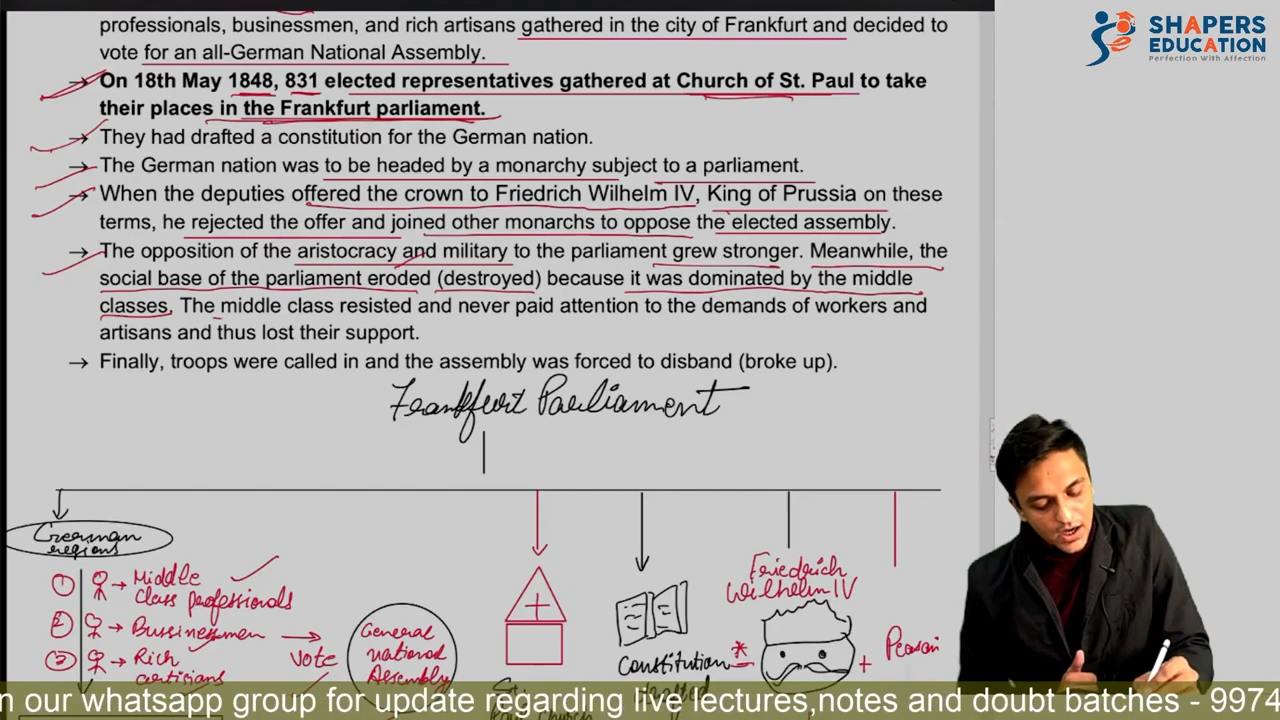 professionals, businessmen, and rich artisans gathered in the city of Frankfurt and decided to
vote for an all-German National Assembly.
→ On 18th May 1848, 831 elected representatives gathered at Church of St. Paul to take
their places in the Frankfurt parliament.
→ They had drafted a constitution for the German nation.
→ The German nation was to be headed by a monarchy subject to a parliament.
→ When the deputies offered the crown to Friedrich Wilhelm IV, King of Prussia on these
terms, he rejected the offer and joined other monarchs to oppose the elected assembly.
→ The opposition of the aristocracy and military to the parliament grew stronger. Meanwhile, the
social base of the parliament eroded (destroyed) because it was dominated by the middle
classes. The middle class resisted and never paid attention to the demands of workers and
artisans and thus lost their support.
→ Finally, troops were called in and the assembly was forced to disband (broke up).
SHAPERS
EDUCATION
Perfection With Affection
Frankfurt Parliament
German
regions
① → Middle
class professionals
② → Bussinessmen →
③ → Rich
artisians
vote
General
national
Assembly
Constitution
drafted
Friedrich
Wilhelm IV
*
+
n our whatsapp group for update regarding live lectures,notes and doubt batches - 9974